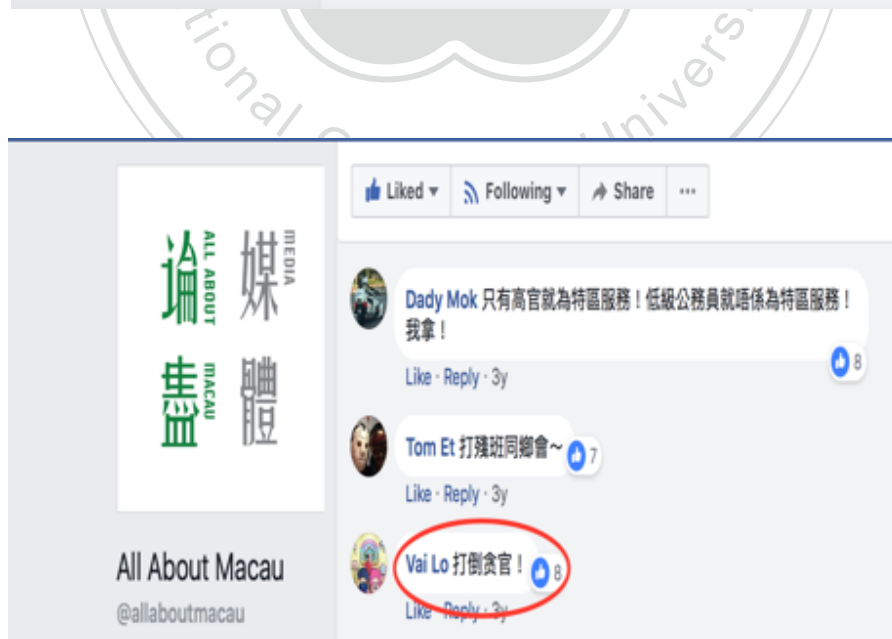 tional
Univers
Liked
Following
Share
···
論盡
媒體
ALL ABOUT
MACAU
MEDIA
Dady Mok 只有高官就為特區服務！低級公務員就唔係為特區服務！
我拿！
8
Like · Reply · 3y
Tom Et 打殘班同鄉會～
7
Like · Reply · 3y
Vai Lo 打倒贪官！
8
Like · Reply · 3y
All About Macau
@allaboutmacau